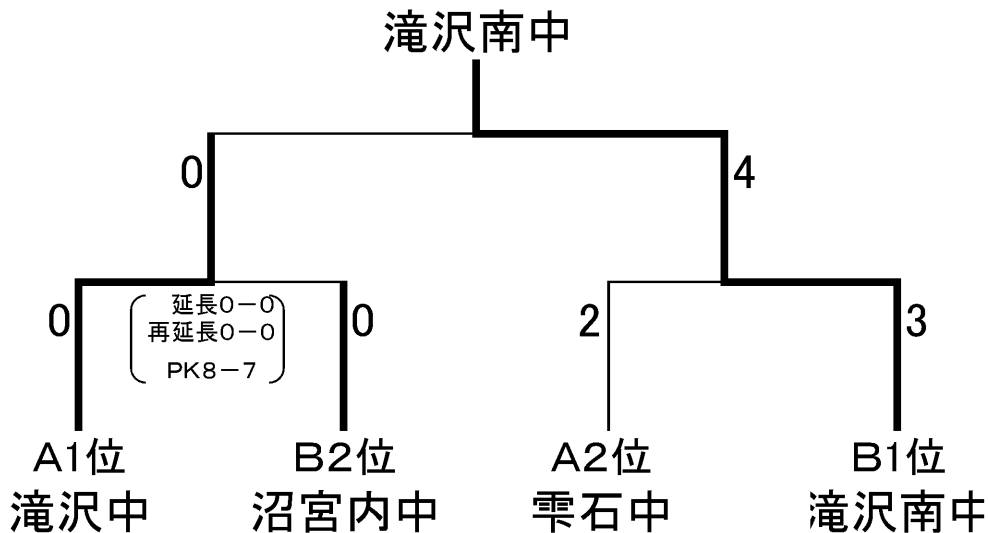 滝沢南中
0 4
延長0－0
0 0 2 3
再延長0－0
PK8－7
A1位 B2位 A2位 B1位
滝沢中 沼宮内中 雫石中 滝沢南中